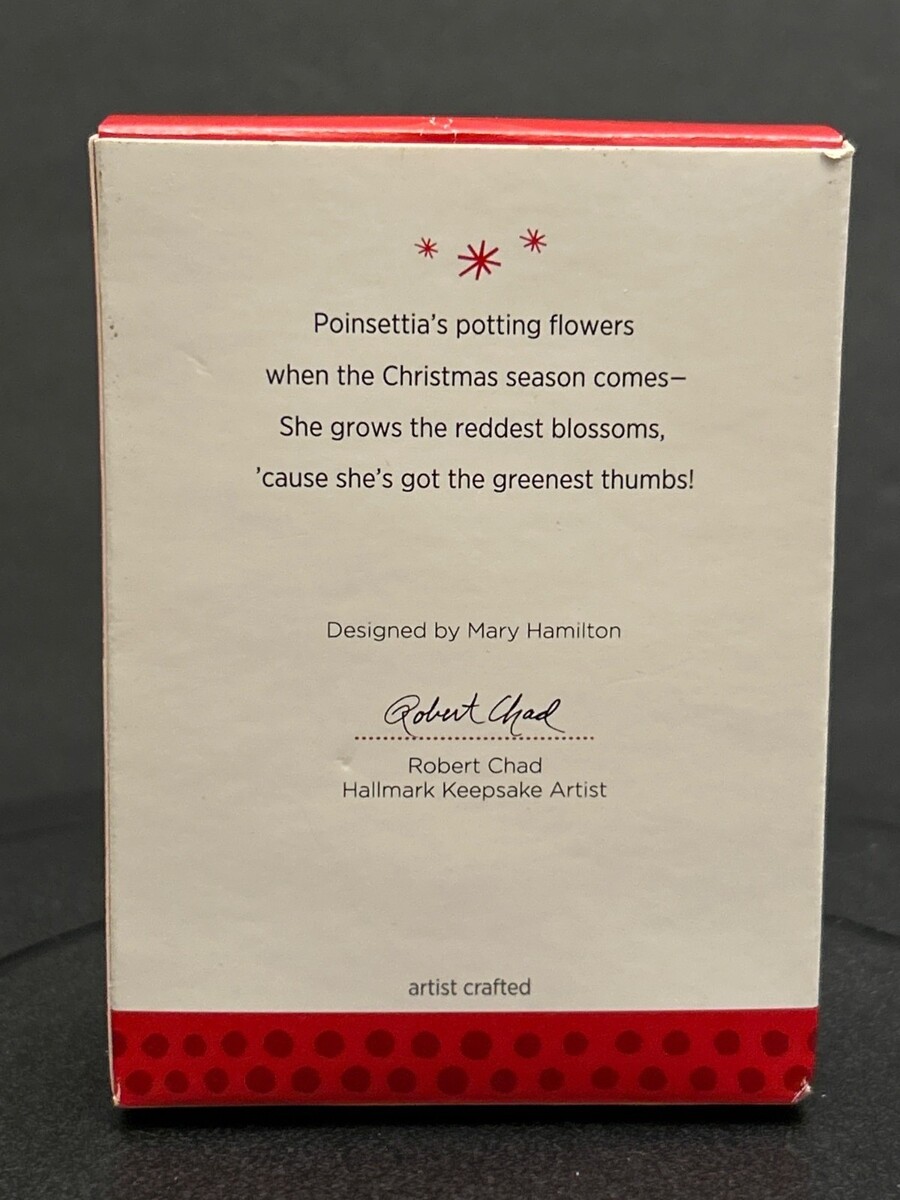 Poinsettia’s potting flowers
when the Christmas season comes—
She grows the reddest blossoms,
’cause she’s got the greenest thumbs!
Designed by Mary Hamilton
Robert Chad
Robert Chad
Hallmark Keepsake Artist
artist crafted